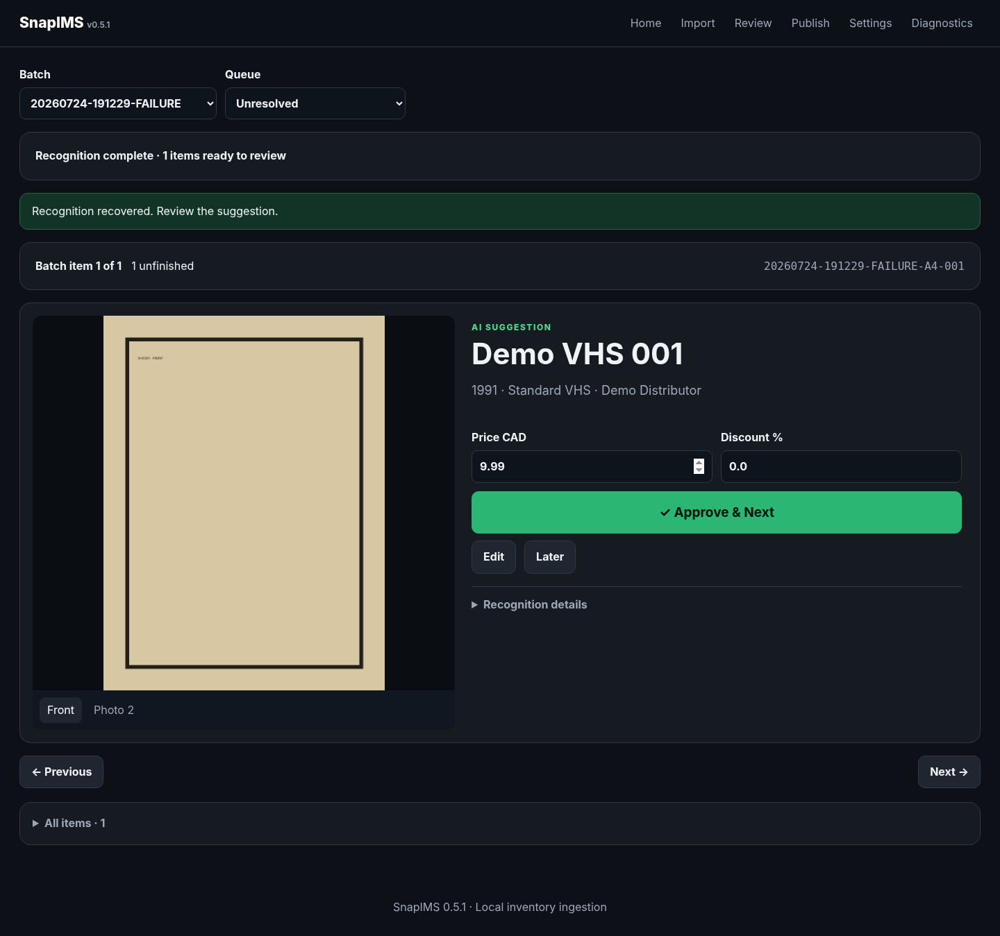 SnapIMS v0.5.1
Home Import Review Publish Settings Diagnostics
Batch Queue
20260724-191229-FAILURE Unresolved
Recognition complete · 1 items ready to review
Recognition recovered. Review the suggestion.
Batch item 1 of 1 1 unfinished 20260724-191229-FAILURE-A4-001
AI SUGGESTION
Demo VHS 001
1991 · Standard VHS · Demo Distributor
Price CAD Discount %
9.99 0.0
✓ Approve & Next
Edit Later
▶ Recognition details
Front Photo 2
← Previous Next →
▶ All items · 1
SnapIMS 0.5.1 · Local inventory ingestion